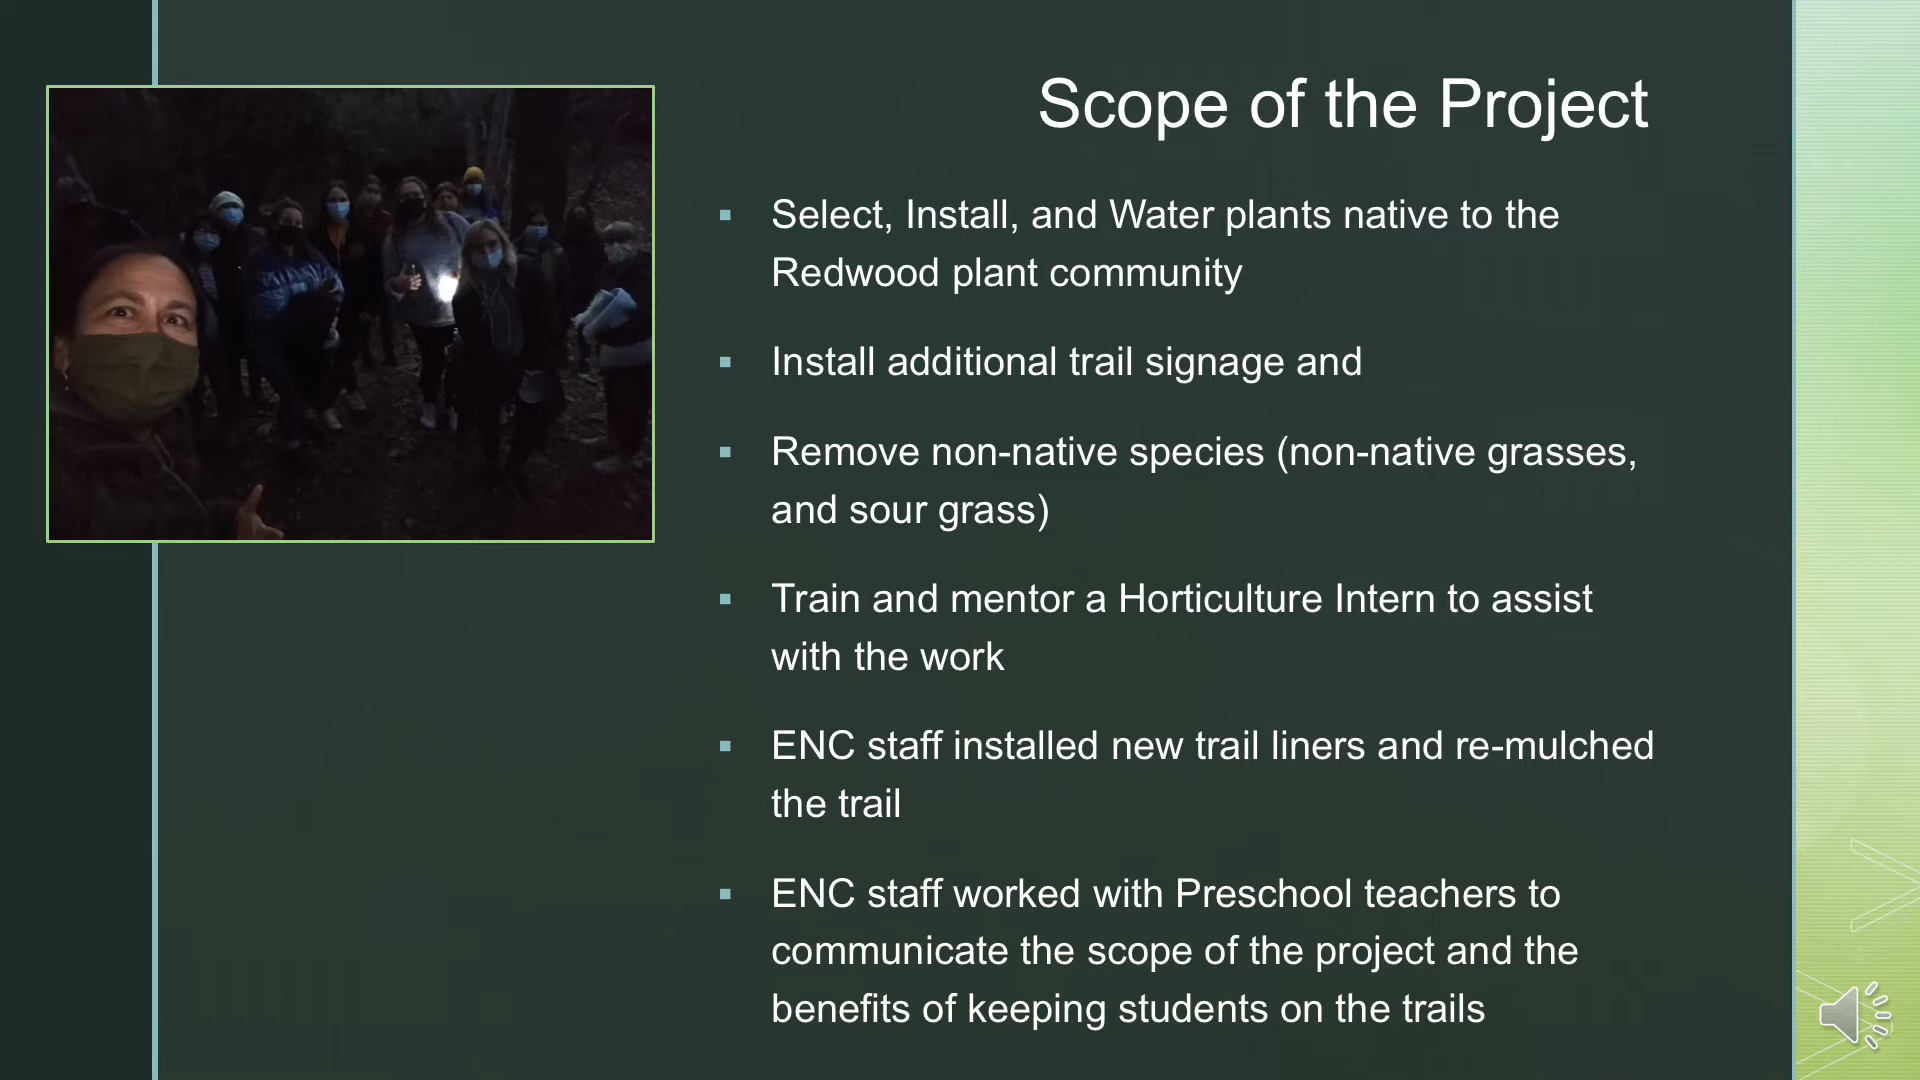 Scope of the Project
▪ Select, Install, and Water plants native to the
Redwood plant community
▪ Install additional trail signage and
▪ Remove non-native species (non-native grasses,
and sour grass)
▪ Train and mentor a Horticulture Intern to assist
with the work
▪ ENC staff installed new trail liners and re-mulched
the trail
▪ ENC staff worked with Preschool teachers to
communicate the scope of the project and the
benefits of keeping students on the trails